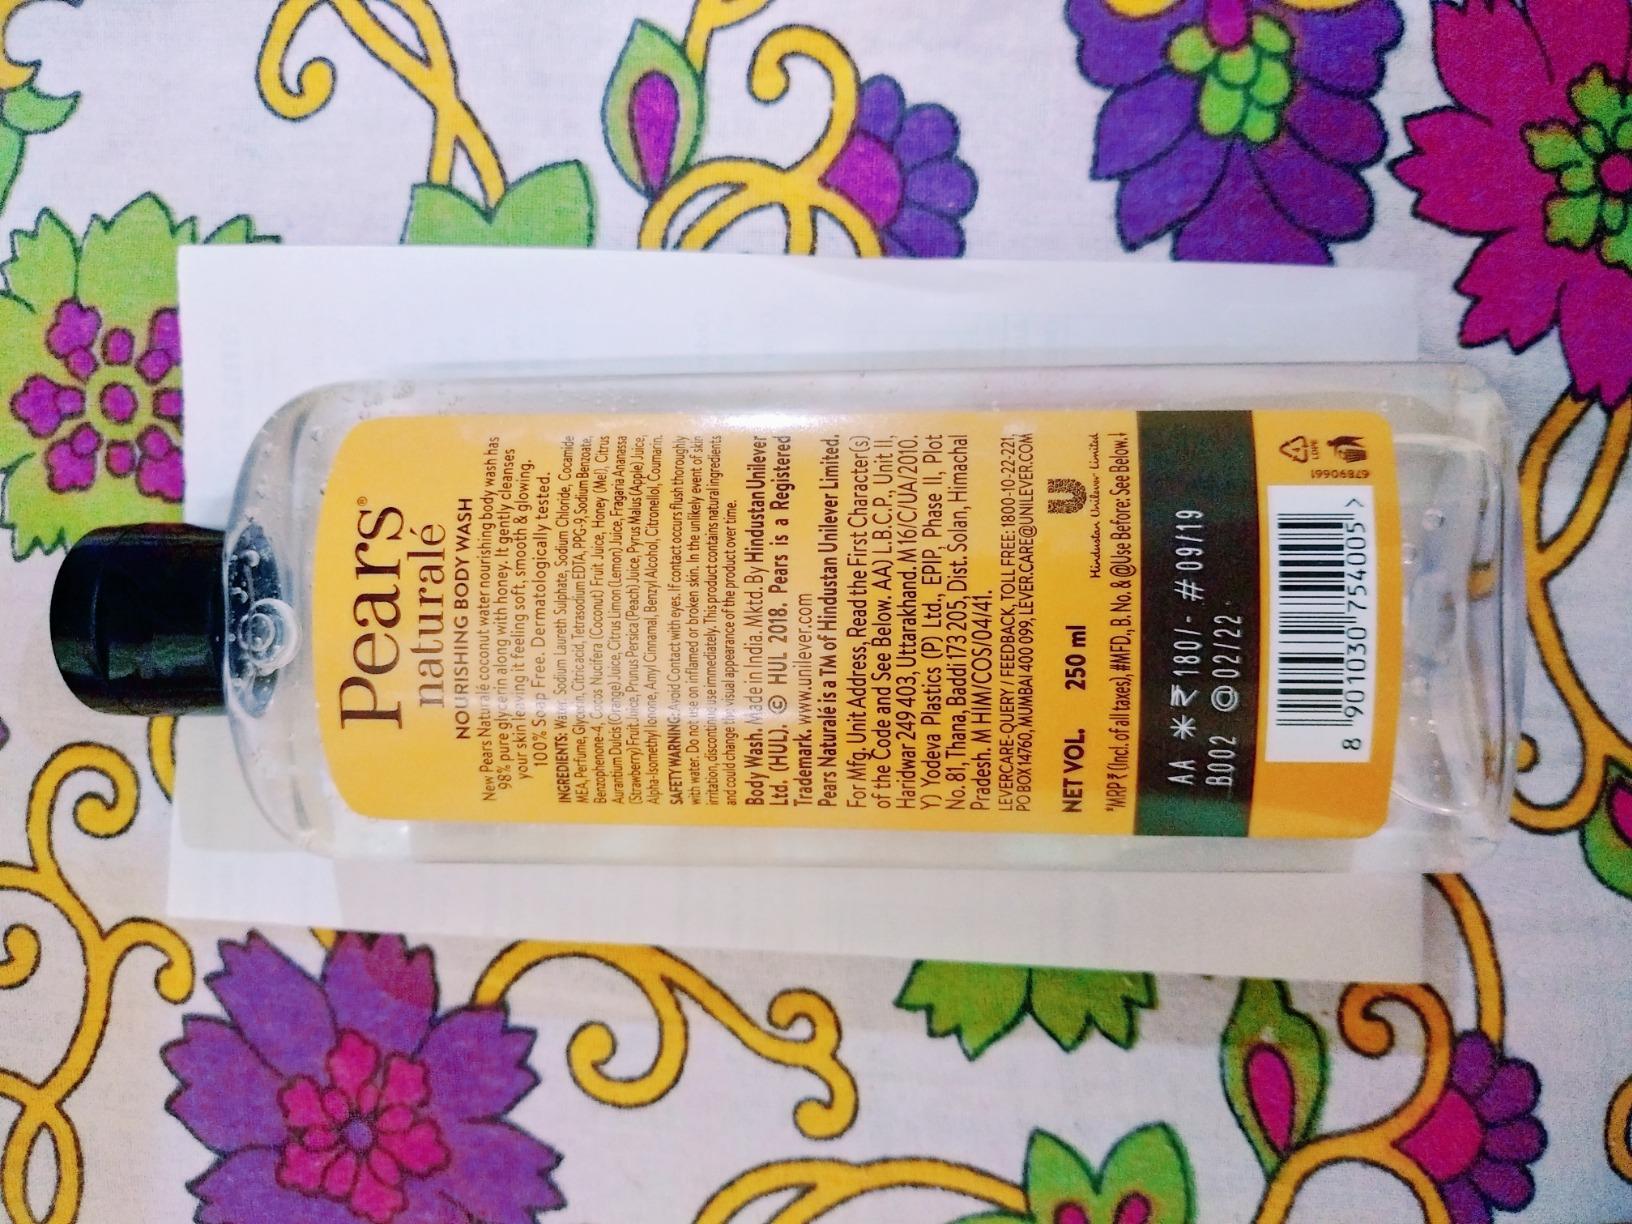 Pears®
naturalé
NOURISHING BODY WASH
New Pears Naturalé coconut water nourishing body wash has
98% pure glycerin along with honey. It gently cleanses
your skin leaving it feeling soft, smooth & glowing.
100% Soap Free. Dermatologically tested.
INGREDIENTS: Water, Sodium Laureth Sulphate, Sodium Chloride, Cocamide
MEA, Perfume, Glycerin, Citric acid, Tetrasodium EDTA, PPG-9, Sodium Benzoate,
Benzophenone-4, Cocos Nucifera (Coconut) Fruit Juice, Honey (Mel), Citrus
Aurantium Dulcis (Orange) Juice, Citrus Limon (Lemon) Juice, Fragaria Ananassa
(Strawberry) Fruit Juice, Prunus Persica (Peach) Juice, Pyrus Malus (Apple) Juice,
Alpha-Isomethyl Ionone, Amyl Cinnamal, Benzyl Alcohol, Citronellol, Coumarin.
SAFETY WARNING: Avoid Contact with eyes. If contact occurs flush thoroughly
with water. Do not use on inflamed or broken skin. In the unlikely event of skin
irritation, discontinue use immediately. This product contains natural ingredients
and could change the visual appearance of the product over time.
Body Wash. Made in India. Mktd. By Hindustan Unilever
Ltd. (HUL). © HUL 2018. Pears is a Registered
Trademark. www.unilever.com
Pears Naturalé is a TM of Hindustan Unilever Limited.
For Mfg. Unit Address, Read the First Character(s)
of the Code and See Below. AA) L.B.C.P., Unit II,
Haridwar 249 403, Uttarakhand. M 16/C/UA/2010.
Y) Yodeva Plastics (P) Ltd., EPIP, Phase II, Plot
No. 81, Thana, Baddi 173 205, Dist. Solan, Himachal
Pradesh. M HIM/COS/04/41.
LEVERCARE-QUERY / FEEDBACK, TOLL FREE: 1800-10-22-221,
PO BOX 14760, MUMBAI 400 099, LEVER.CARE@UNILEVER.COM
NET VOL. 250 ml
Hindustan Unilever Limited
*MRP ₹ (Incl. of all taxes), #MFD., B. No. & @Use Before: See Below.↓
AA *₹180/- #09/19
B002 @02/22
8 901030 754005 >
67890661
4
LDPE